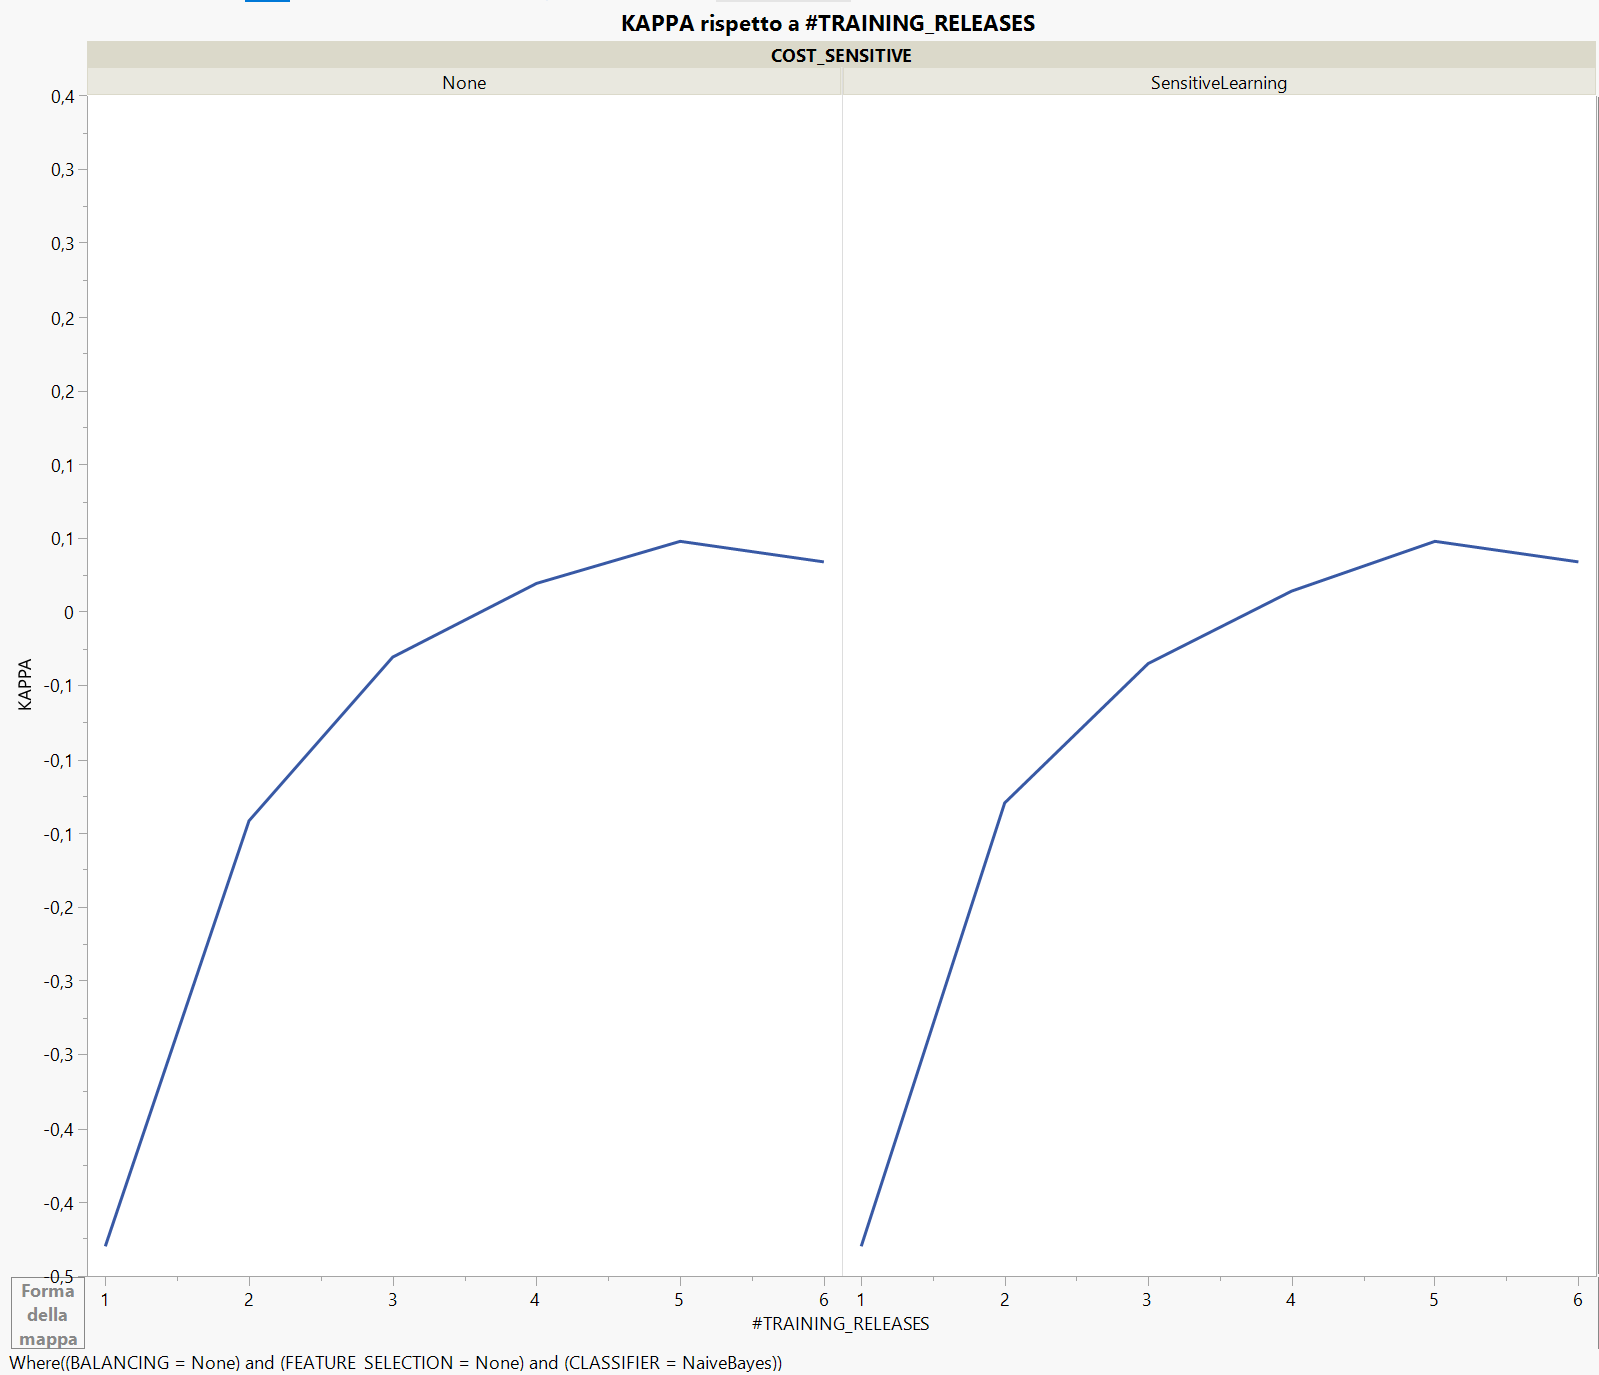 KAPPA rispetto a #TRAINING_RELEASES
COST_SENSITIVE
None SensitiveLearning
0,4
0,3
0,3
0,2
0,2
0,1
0,1
0
-0,1
-0,1
-0,1
-0,2
-0,3
-0,3
-0,4
-0,4
-0,5
KAPPA
1 2 3 4 5 6 1 2 3 4 5 6
#TRAINING_RELEASES
Forma
della
mappa
Where((BALANCING = None) and (FEATURE_SELECTION = None) and (CLASSIFIER = NaiveBayes))